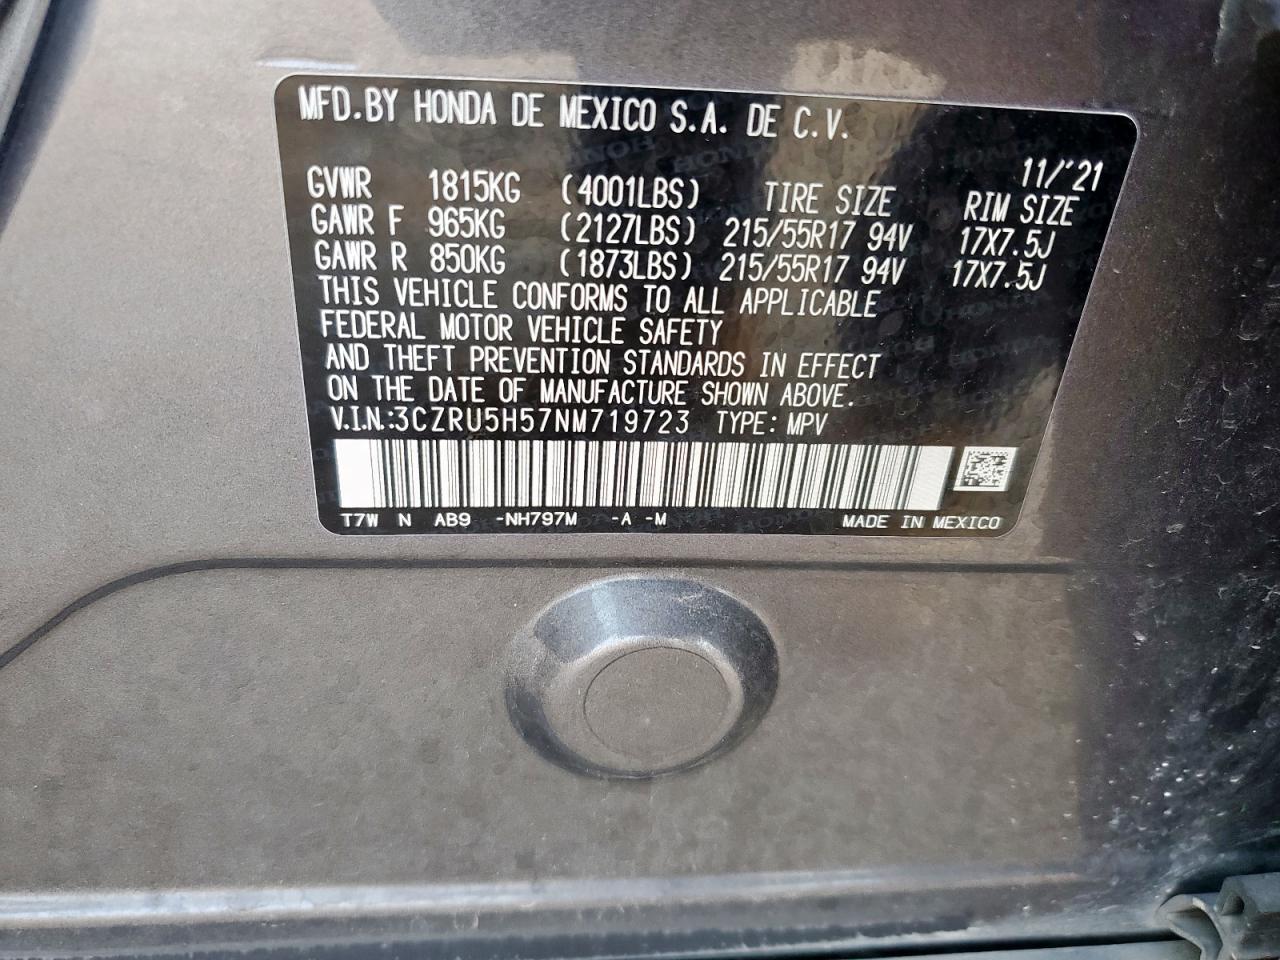 MFD.BY HONDA DE MEXICO S.A. DE C.V.
11/'21
GVWR 1815KG (4001LBS) TIRE SIZE RIM SIZE
GAWR F 965KG (2127LBS) 215/55R17 94V 17X7.5J
GAWR R 850KG (1873LBS) 215/55R17 94V 17X7.5J
THIS VEHICLE CONFORMS TO ALL APPLICABLE
FEDERAL MOTOR VEHICLE SAFETY
AND THEFT PREVENTION STANDARDS IN EFFECT
ON THE DATE OF MANUFACTURE SHOWN ABOVE.
V.I.N.:3CZRU5H57NM719723 TYPE: MPV
T7W N AB9 -NH797M -A -M MADE IN MEXICO